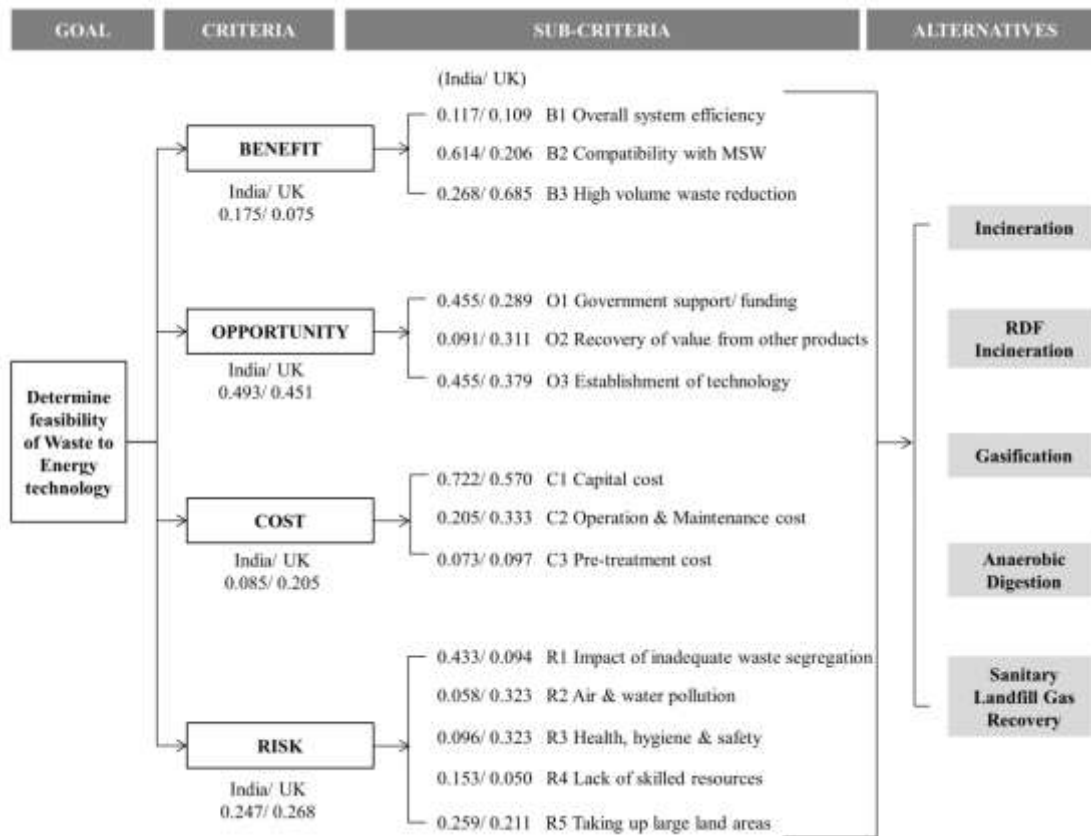 GOAL
CRITERIA
SUB-CRITERIA
ALTERNATIVES
(India/ UK)
0.117/ 0.109 B1 Overall system efficiency
BENEFIT
0.614/ 0.206 B2 Compatibility with MSW
India/ UK
0.175/ 0.075
0.268/ 0.685 B3 High volume waste reduction
0.455/ 0.289 O1 Government support/ funding
OPPORTUNITY
0.091/ 0.311 O2 Recovery of value from other products
India/ UK
0.493/ 0.451
0.455/ 0.379 O3 Establishment of technology
Determine
feasibility
of Waste to
Energy
technology
0.722/ 0.570 C1 Capital cost
COST
0.205/ 0.333 C2 Operation & Maintenance cost
India/ UK
0.085/ 0.205
0.073/ 0.097 C3 Pre-treatment cost
0.433/ 0.094 R1 Impact of inadequate waste segregation
0.058/ 0.323 R2 Air & water pollution
RISK
0.096/ 0.323 R3 Health, hygiene & safety
India/ UK
0.247/ 0.268
0.153/ 0.050 R4 Lack of skilled resources
0.259/ 0.211 R5 Taking up large land areas
Incineration
RDF
Incineration
Gasification
Anaerobic
Digestion
Sanitary
Landfill Gas
Recovery